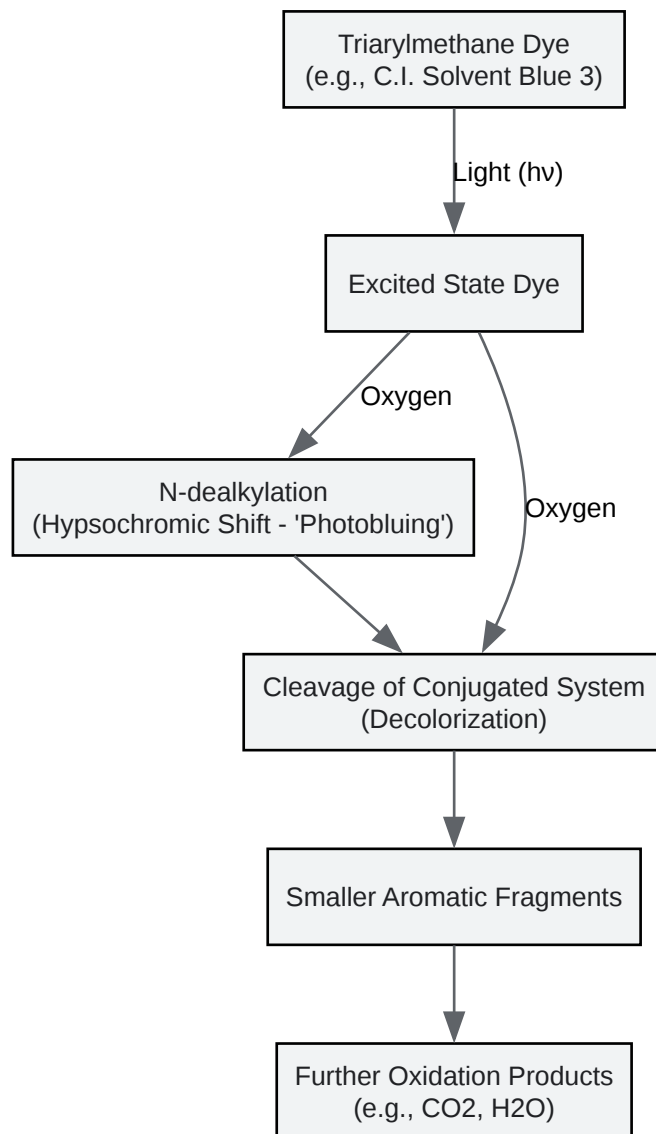 Triarylmethane Dye
(e.g., C.I. Solvent Blue 3)
Light (hν)
Excited State Dye
Oxygen
N-dealkylation
(Hypsochromic Shift - 'Photobluing')
Oxygen
Cleavage of Conjugated System
(Decolorization)
Smaller Aromatic Fragments
Further Oxidation Products
(e.g., CO2, H2O)